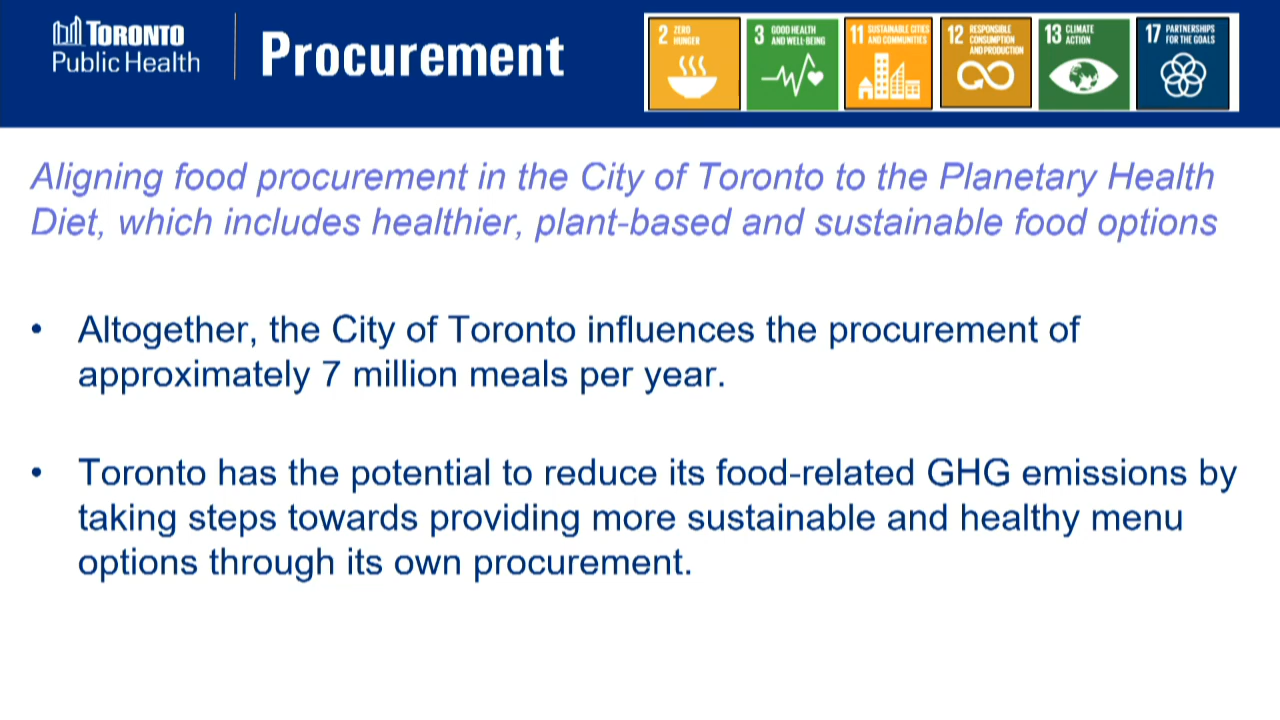 TORONTO
Public Health
Procurement
2 ZERO
HUNGER
3 GOOD HEALTH
AND WELL-BEING
11 SUSTAINABLE CITIES
AND COMMUNITIES
12 RESPONSIBLE
CONSUMPTION
AND PRODUCTION
13 CLIMATE
ACTION
17 PARTNERSHIPS
FOR THE GOALS
Aligning food procurement in the City of Toronto to the Planetary Health
Diet, which includes healthier, plant-based and sustainable food options
• Altogether, the City of Toronto influences the procurement of
approximately 7 million meals per year.
• Toronto has the potential to reduce its food-related GHG emissions by
taking steps towards providing more sustainable and healthy menu
options through its own procurement.